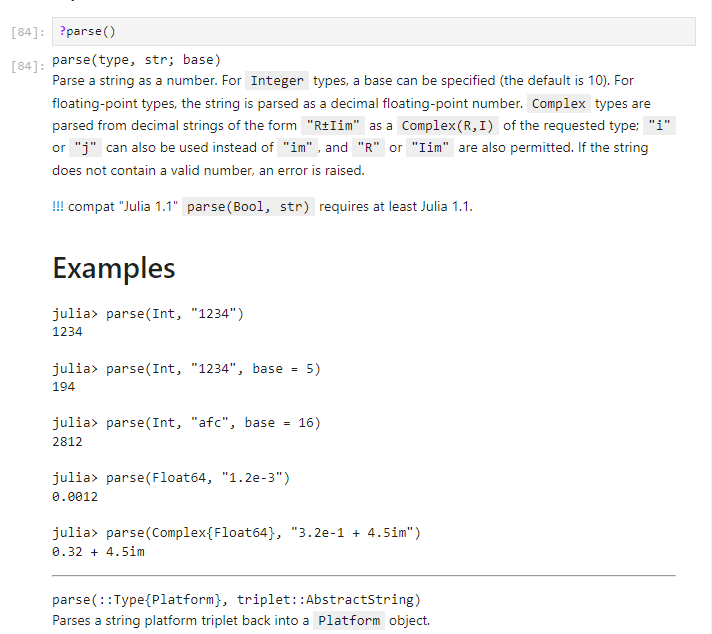 [84]: ?parse()
[84]: parse(type, str; base)
Parse a string as a number. For Integer types, a base can be specified (the default is 10). For
floating-point types, the string is parsed as a decimal floating-point number. Complex types are
parsed from decimal strings of the form "R±Iim" as a Complex(R,I) of the requested type; "i"
or "j" can also be used instead of "im", and "R" or "Iim" are also permitted. If the string
does not contain a valid number, an error is raised.
!!! compat "Julia 1.1" parse(Bool, str) requires at least Julia 1.1.
Examples
julia> parse(Int, "1234")
1234
julia> parse(Int, "1234", base = 5)
194
julia> parse(Int, "afc", base = 16)
2812
julia> parse(Float64, "1.2e-3")
0.0012
julia> parse(Complex{Float64}, "3.2e-1 + 4.5im")
0.32 + 4.5im
parse(::Type{Platform}, triplet::AbstractString)
Parses a string platform triplet back into a Platform object.